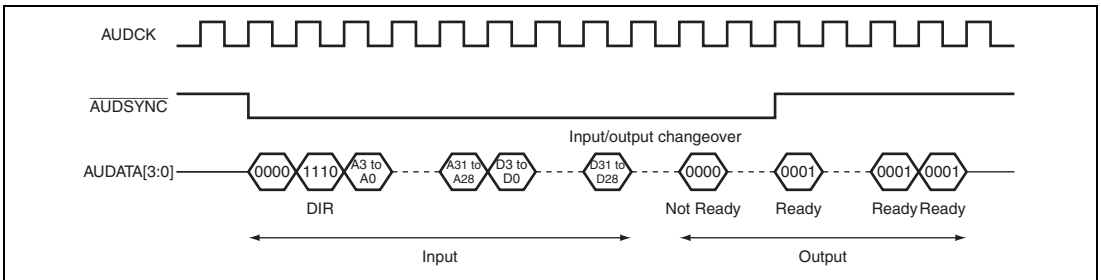 AUDCK
AUDSYNC
Input/output changeover
AUDATA[3:0]
0000
1110
A3 to
A0
A31 to
A28
D3 to
D0
D31 to
D28
0000
0001
0001
0001
DIR
Not Ready
Ready
Ready
Ready
Input
Output